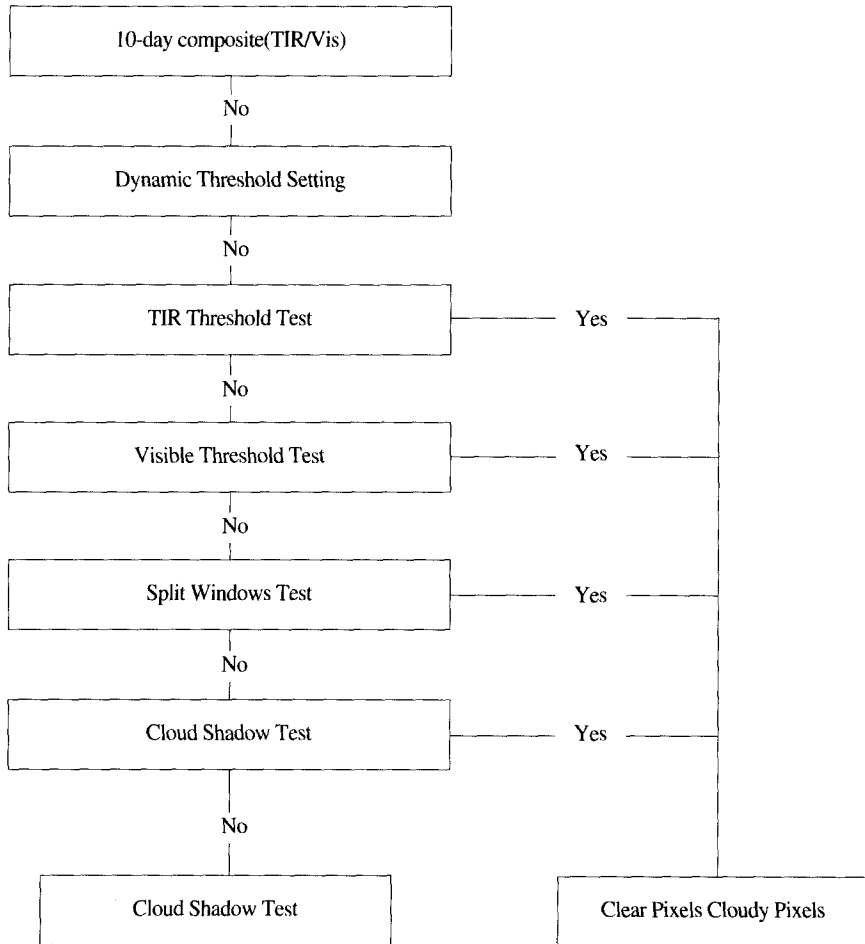 10-day composite(TIR/Vis)
No
Dynamic Threshold Setting
No
TIR Threshold Test
Yes
No
Visible Threshold Test
Yes
No
Split Windows Test
Yes
No
Cloud Shadow Test
Yes
No
Cloud Shadow Test
Clear Pixels Cloudy Pixels